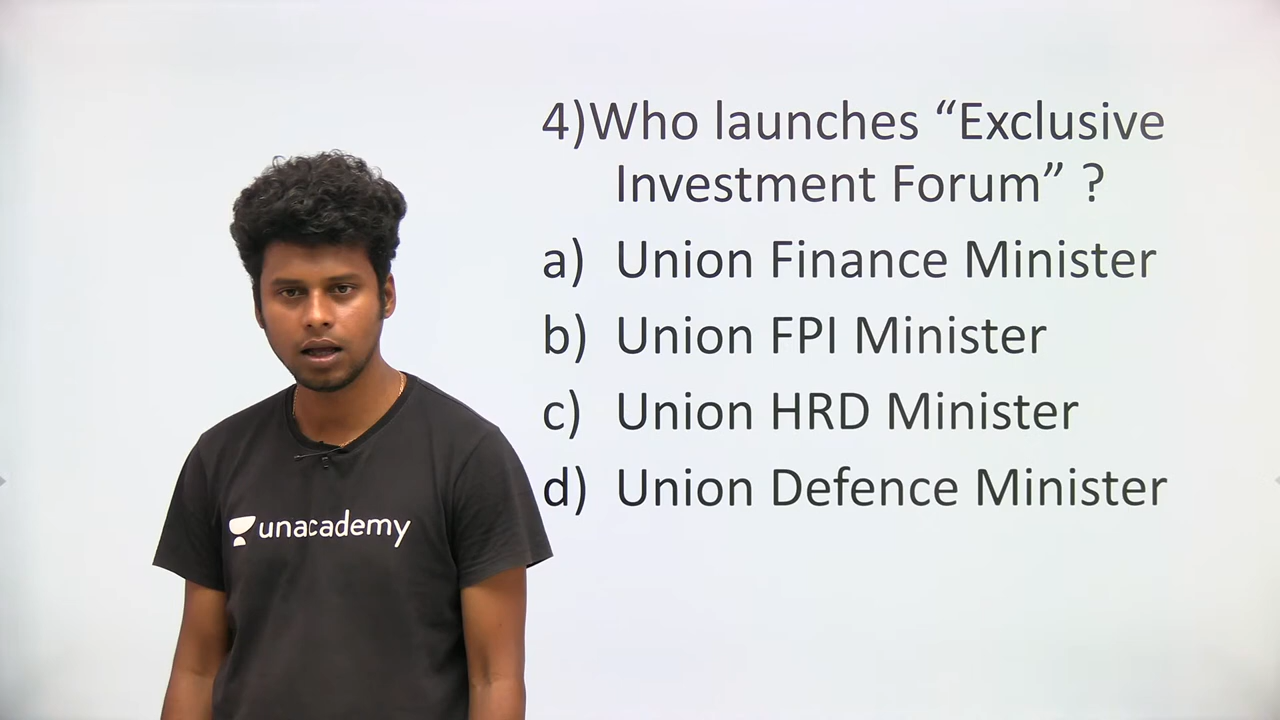 4)Who launches “Exclusive
Investment Forum” ?
a) Union Finance Minister
b) Union FPI Minister
c) Union HRD Minister
d) Union Defence Minister
unacademy